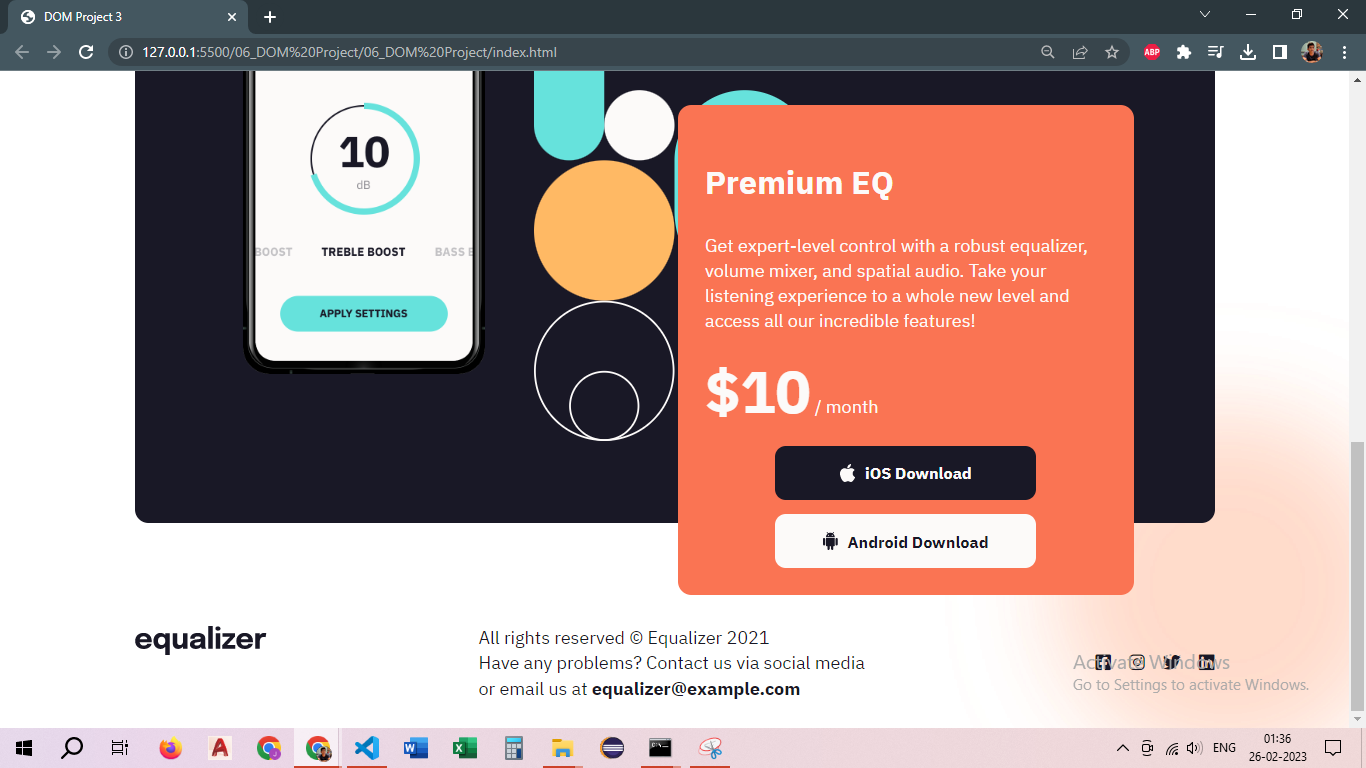 DOM Project 3
127.0.0.1:5500/06_DOM%20Project/06_DOM%20Project/index.html
ABP
10
dB
BOOST TREBLE BOOST BASS
APPLY SETTINGS
Premium EQ
Get expert-level control with a robust equalizer,
volume mixer, and spatial audio. Take your
listening experience to a whole new level and
access all our incredible features!
$10 / month
iOS Download
Android Download
equalizer
All rights reserved © Equalizer 2021
Have any problems? Contact us via social media
or email us at equalizer@example.com
Activate Windows
Go to Settings to activate Windows.
ENG
01:36
26-02-2023